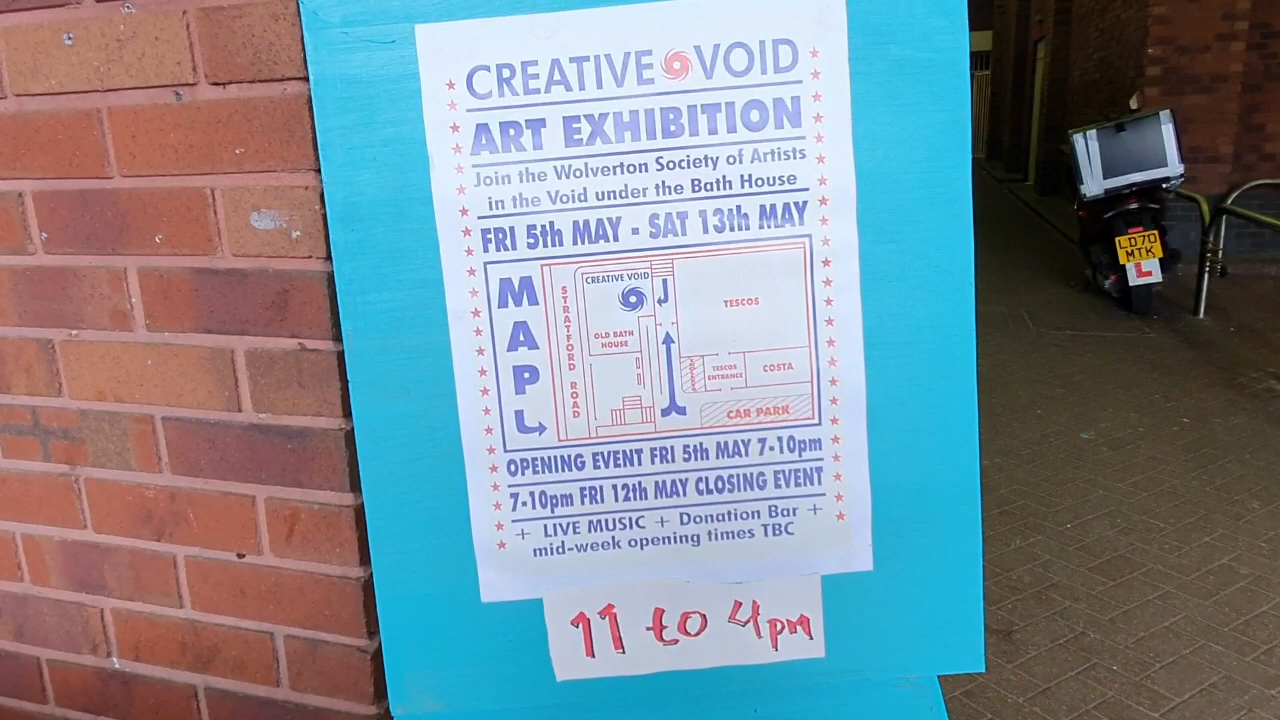 CREATIVE VOID
ART EXHIBITION
Join the Wolverton Society of Artists
in the Void under the Bath House
FRI 5th MAY - SAT 13th MAY
MAP
STRATFORD ROAD
CREATIVE VOID
OLD BATH
HOUSE
TESCOS
TESCOS
ENTRANCE
COSTA
CAR PARK
OPENING EVENT FRI 5th MAY 7-10pm
7-10pm FRI 12th MAY CLOSING EVENT
+ LIVE MUSIC + Donation Bar +
mid-week opening times TBC
11 to 4pm
LD70
MTK
L